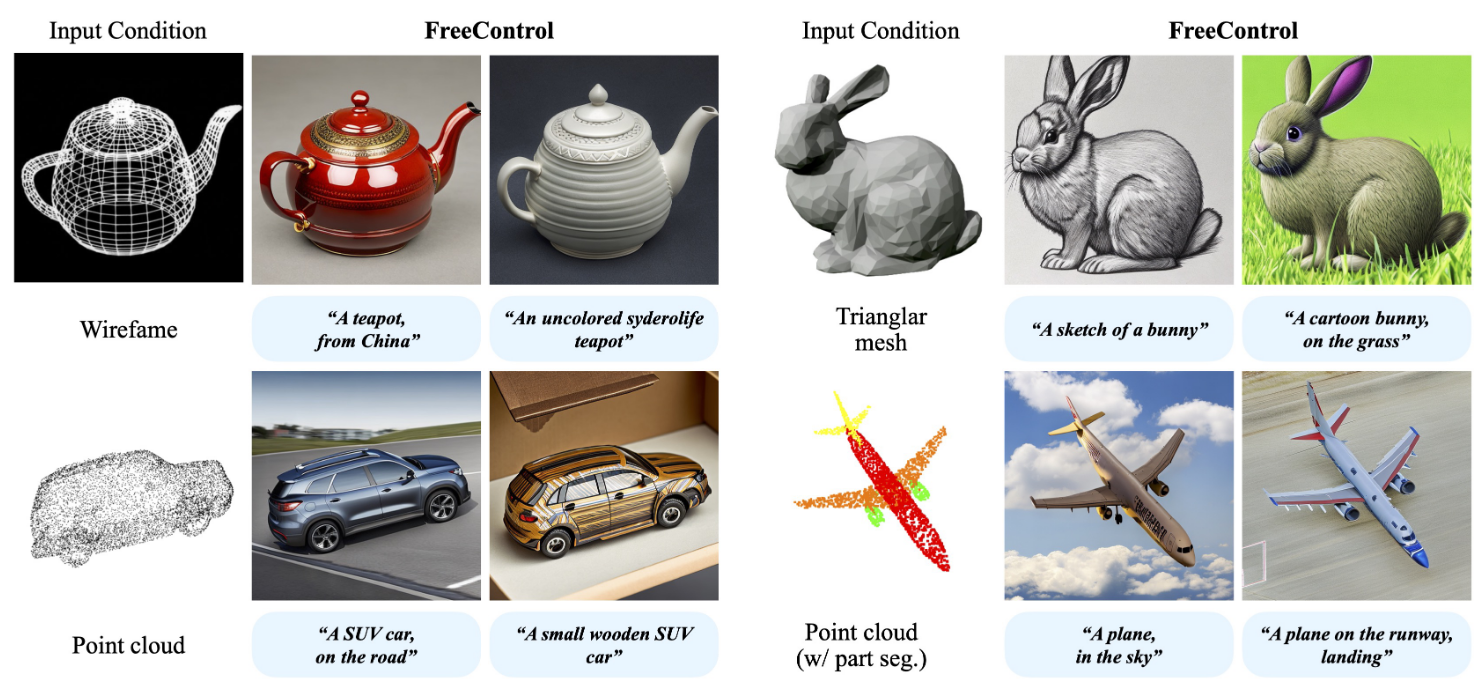 Input Condition
FreeControl
Input Condition
FreeControl
Wirefame
“A teapot,
from China”
“An uncolored syderolife
teapot”
Trianglar
mesh
“A sketch of a bunny”
“A cartoon bunny,
on the grass”
Point cloud
“A SUV car,
on the road”
“A small wooden SUV
car”
Point cloud
(w/ part seg.)
“A plane,
in the sky”
“A plane on the runway,
landing”